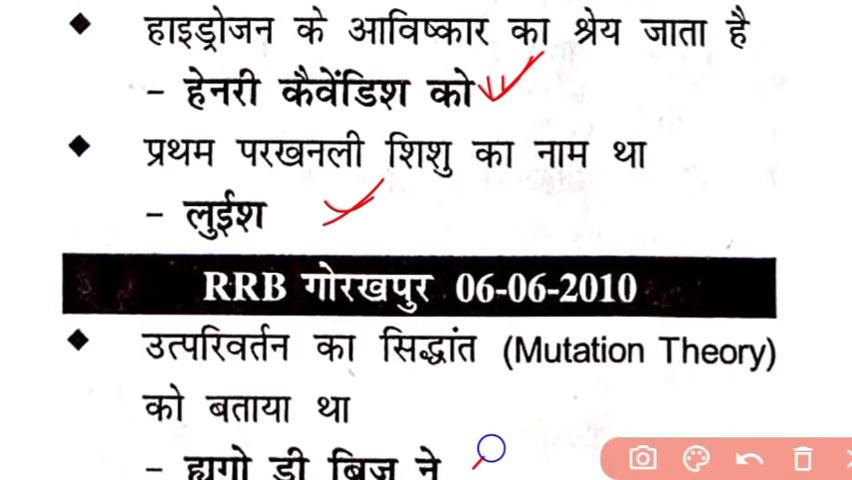 ◆ हाइड्रोजन के आविष्कार का श्रेय जाता है
– हेनरी कैवेंडिश को
◆ प्रथम परखनली शिशु का नाम था
– लुईश
RRB गोरखपुर 06-06-2010
◆ उत्परिवर्तन का सिद्धांत (Mutation Theory)
को बताया था
– ह्यूगो डी ब्रिज ने